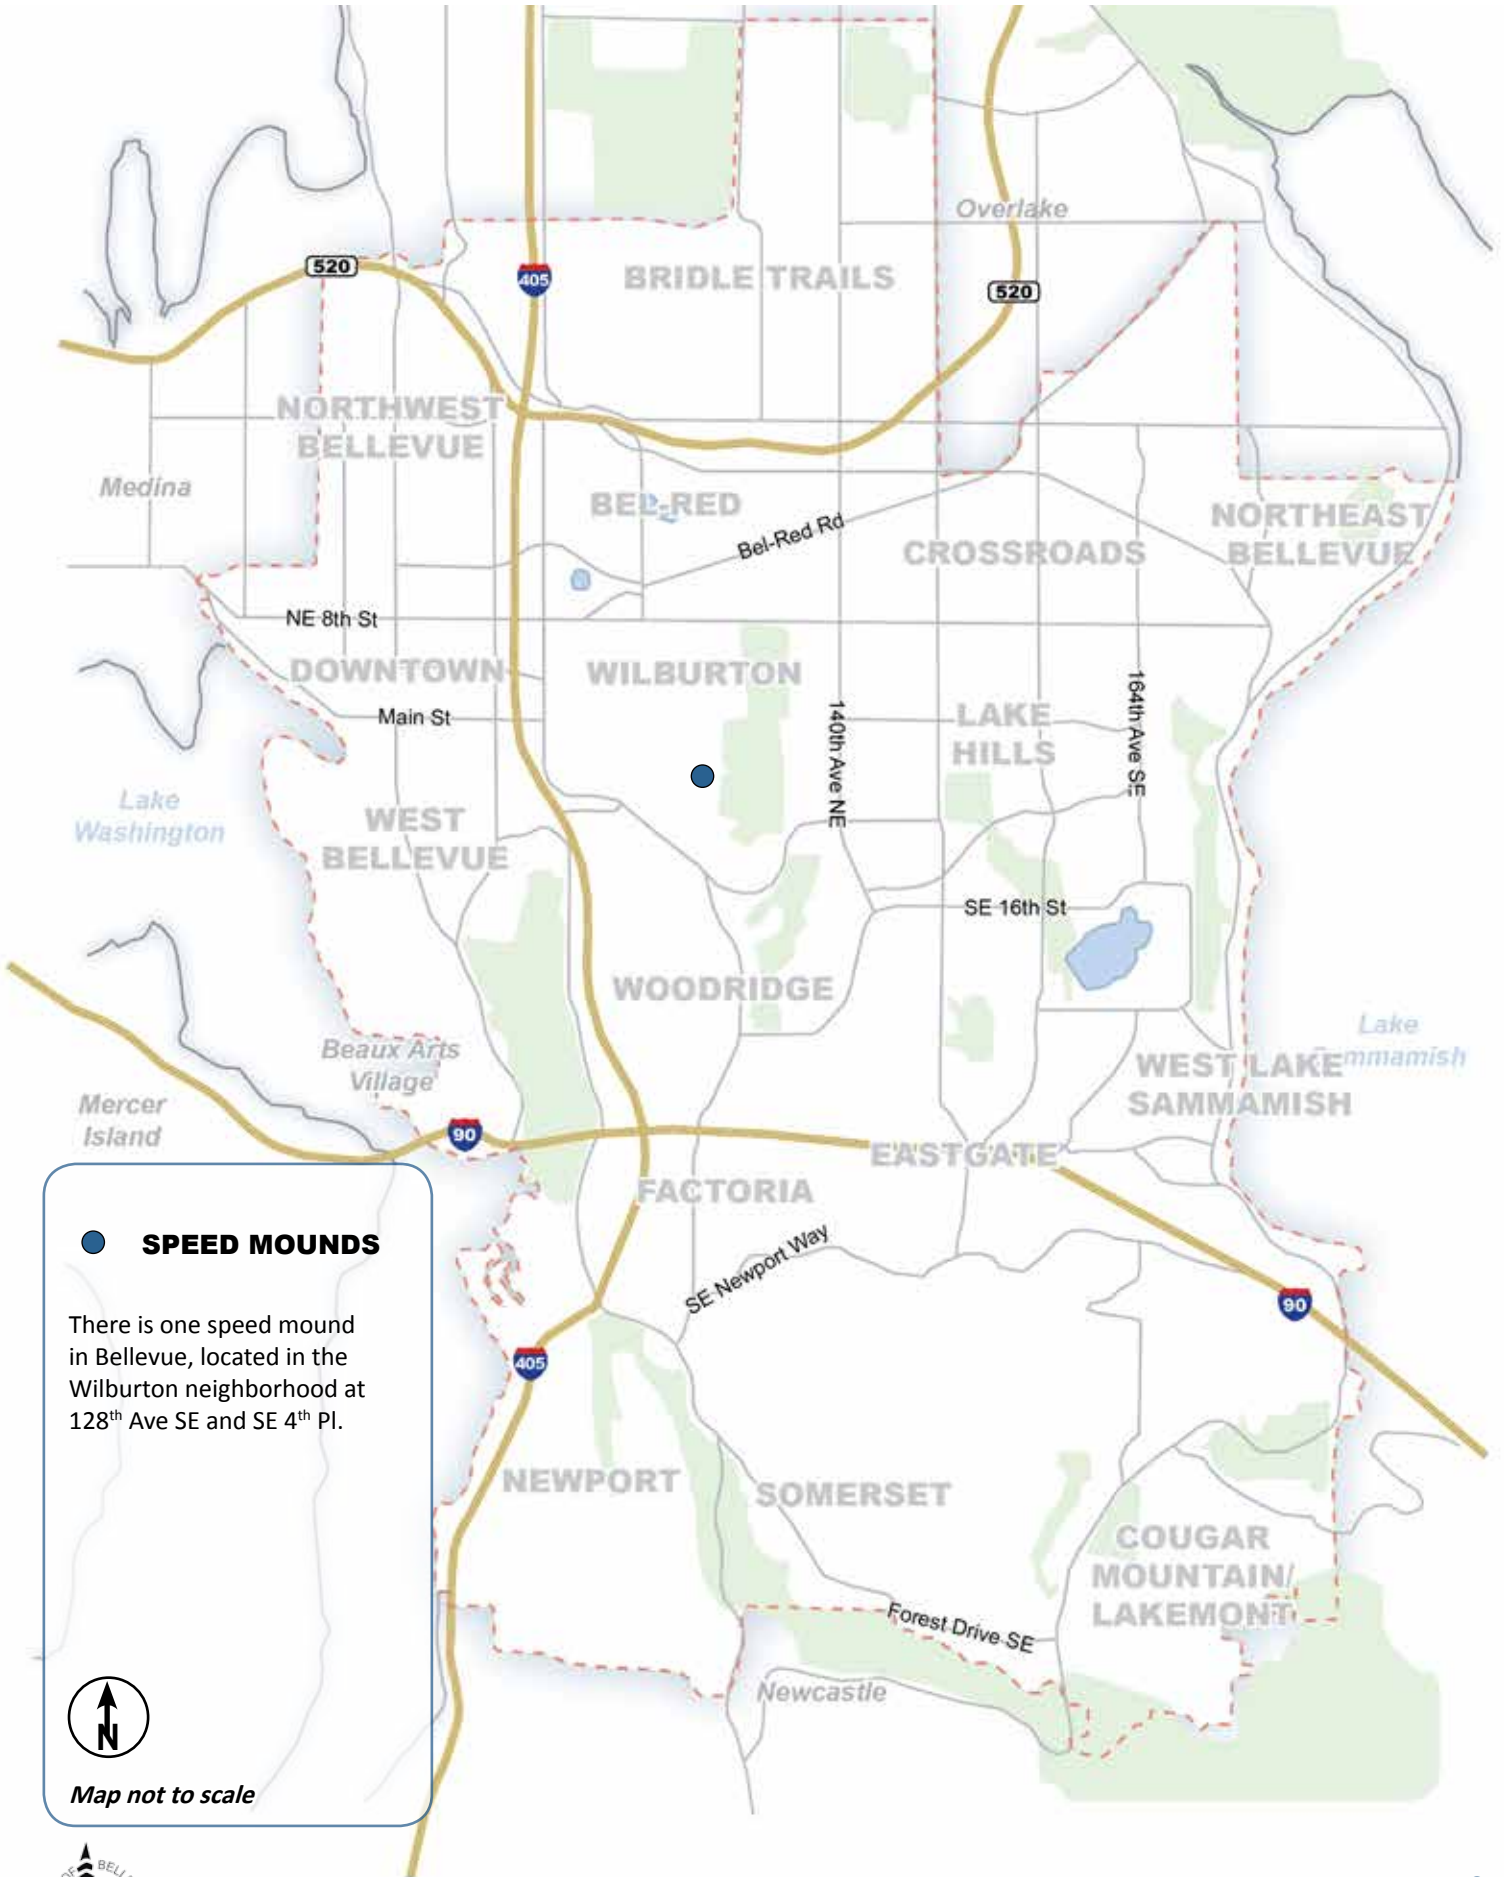 Overlake
520
405
BRIDLE TRAILS
520
NORTHWEST
BELLEVUE
Medina
BEL-RED
Bel-Red Rd
CROSSROADS
NORTHEAST
BELLEVUE
NE 8th St
DOWNTOWN
WILBURTON
Main St
140th Ave NE
LAKE
HILLS
164th Ave SE
Lake
Washington
WEST
BELLEVUE
SE 16th St
WOODRIDGE
Beaux Arts
Village
Lake
WEST LAKE
SAMMAMISH
mmamish
Mercer
Island
90
EASTGATE
FACTORIA
SE Newport Way
90
405
SPEED MOUNDS
There is one speed mound
in Bellevue, located in the
Wilburton neighborhood at
128th Ave SE and SE 4th Pl.
NEWPORT
SOMERSET
COUGAR
MOUNTAIN/
LAKEMONT
Forest Drive SE
Newcastle
N
Map not to scale